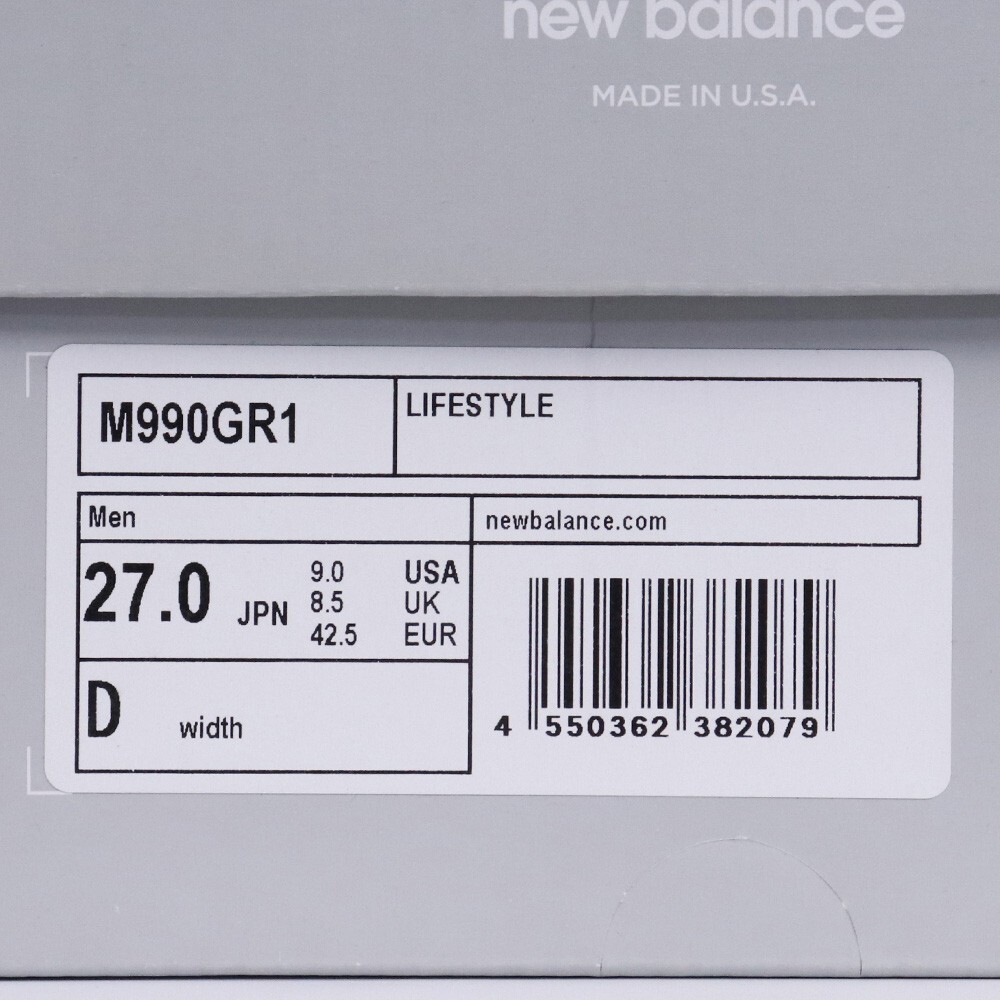 new balance
MADE IN U.S.A.
M990GR1
LIFESTYLE
Men
newbalance.com
27.0 JPN
9.0 USA
8.5 UK
42.5 EUR
D width
4 550362 382079